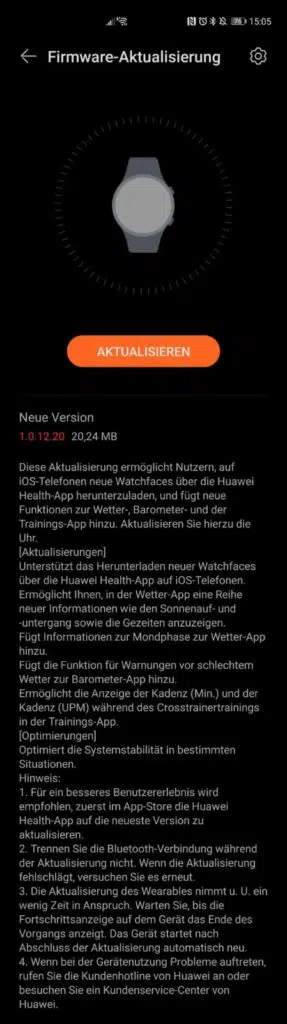 15:05
Firmware-Aktualisierung
AKTUALISIEREN
Neue Version
1.0.12.20 20,24 MB
Diese Aktualisierung ermöglicht Nutzern, auf
iOS-Telefonen neue Watchfaces über die Huawei
Health-App herunterzuladen, und fügt neue
Funktionen zur Wetter-, Barometer- und der
Trainings-App hinzu. Aktualisieren Sie hierzu die
Uhr.
[Aktualisierungen]
Unterstützt das Herunterladen neuer Watchfaces
über die Huawei Health-App auf iOS-Telefonen.
Ermöglicht Ihnen, in der Wetter-App eine Reihe
neuer Informationen wie den Sonnenauf- und
-untergang sowie die Gezeiten anzuzeigen.
Fügt Informationen zur Mondphase zur Wetter-App
hinzu.
Fügt die Funktion für Warnungen vor schlechtem
Wetter zur Barometer-App hinzu.
Ermöglicht die Anzeige der Kadenz (Min.) und der
Kadenz (UPM) während des Crosstrainertrainings
in der Trainings-App.
[Optimierungen]
Optimiert die Systemstabilität in bestimmten
Situationen.
Hinweis:
1. Für ein besseres Benutzererlebnis wird
empfohlen, zuerst im App-Store die Huawei
Health-App auf die neueste Version zu
aktualisieren.
2. Trennen Sie die Bluetooth-Verbindung während
der Aktualisierung nicht. Wenn die Aktualisierung
fehlschlägt, versuchen Sie es erneut.
3. Die Aktualisierung des Wearables nimmt u. U. ein
wenig Zeit in Anspruch. Warten Sie, bis die
Fortschrittsanzeige auf dem Gerät das Ende des
Vorgangs anzeigt. Das Gerät startet nach
Abschluss der Aktualisierung automatisch neu.
4. Wenn bei der Gerätenutzung Probleme auftreten,
rufen Sie die Kundenhotline von Huawei an oder
besuchen Sie ein Kundenservice-Center von
Huawei.